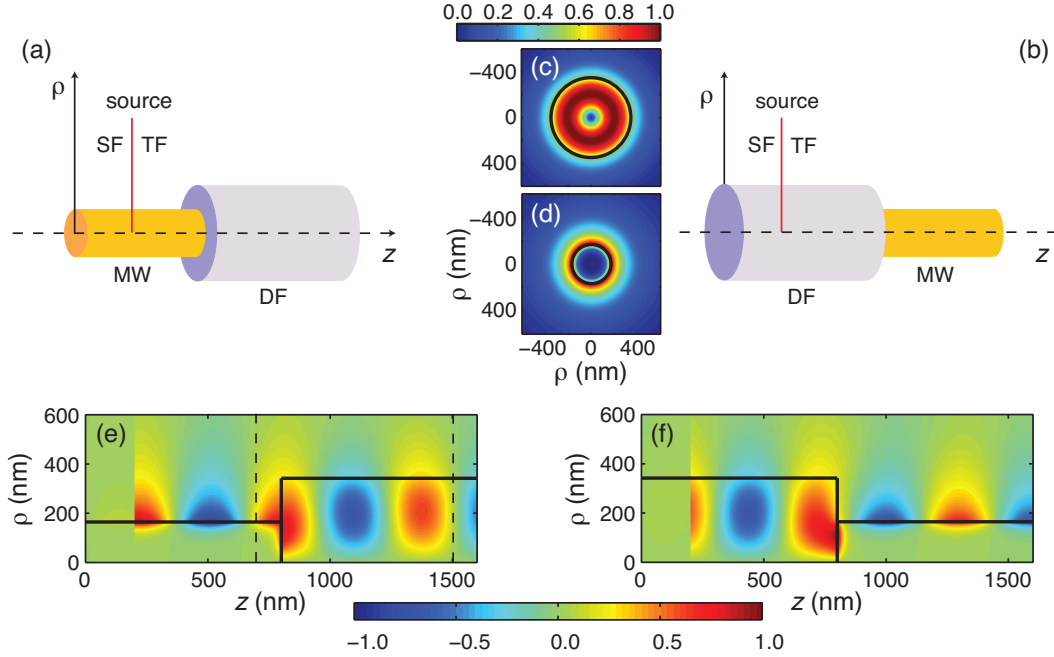 0.0 0.2 0.4 0.6 0.8 1.0
(a)
ρ
source
SF TF
z
MW
DF
(c)
−400
0
400
(d)
−400
0
400
ρ (nm)
−400 0 400
ρ (nm)
(b)
ρ
source
SF TF
z
DF
MW
(e)
600
400
200
0
ρ (nm)
0 500 1000 1500
z (nm)
(f)
600
400
200
0
ρ (nm)
0 500 1000 1500
z (nm)
−1.0 −0.5 0.0 0.5 1.0